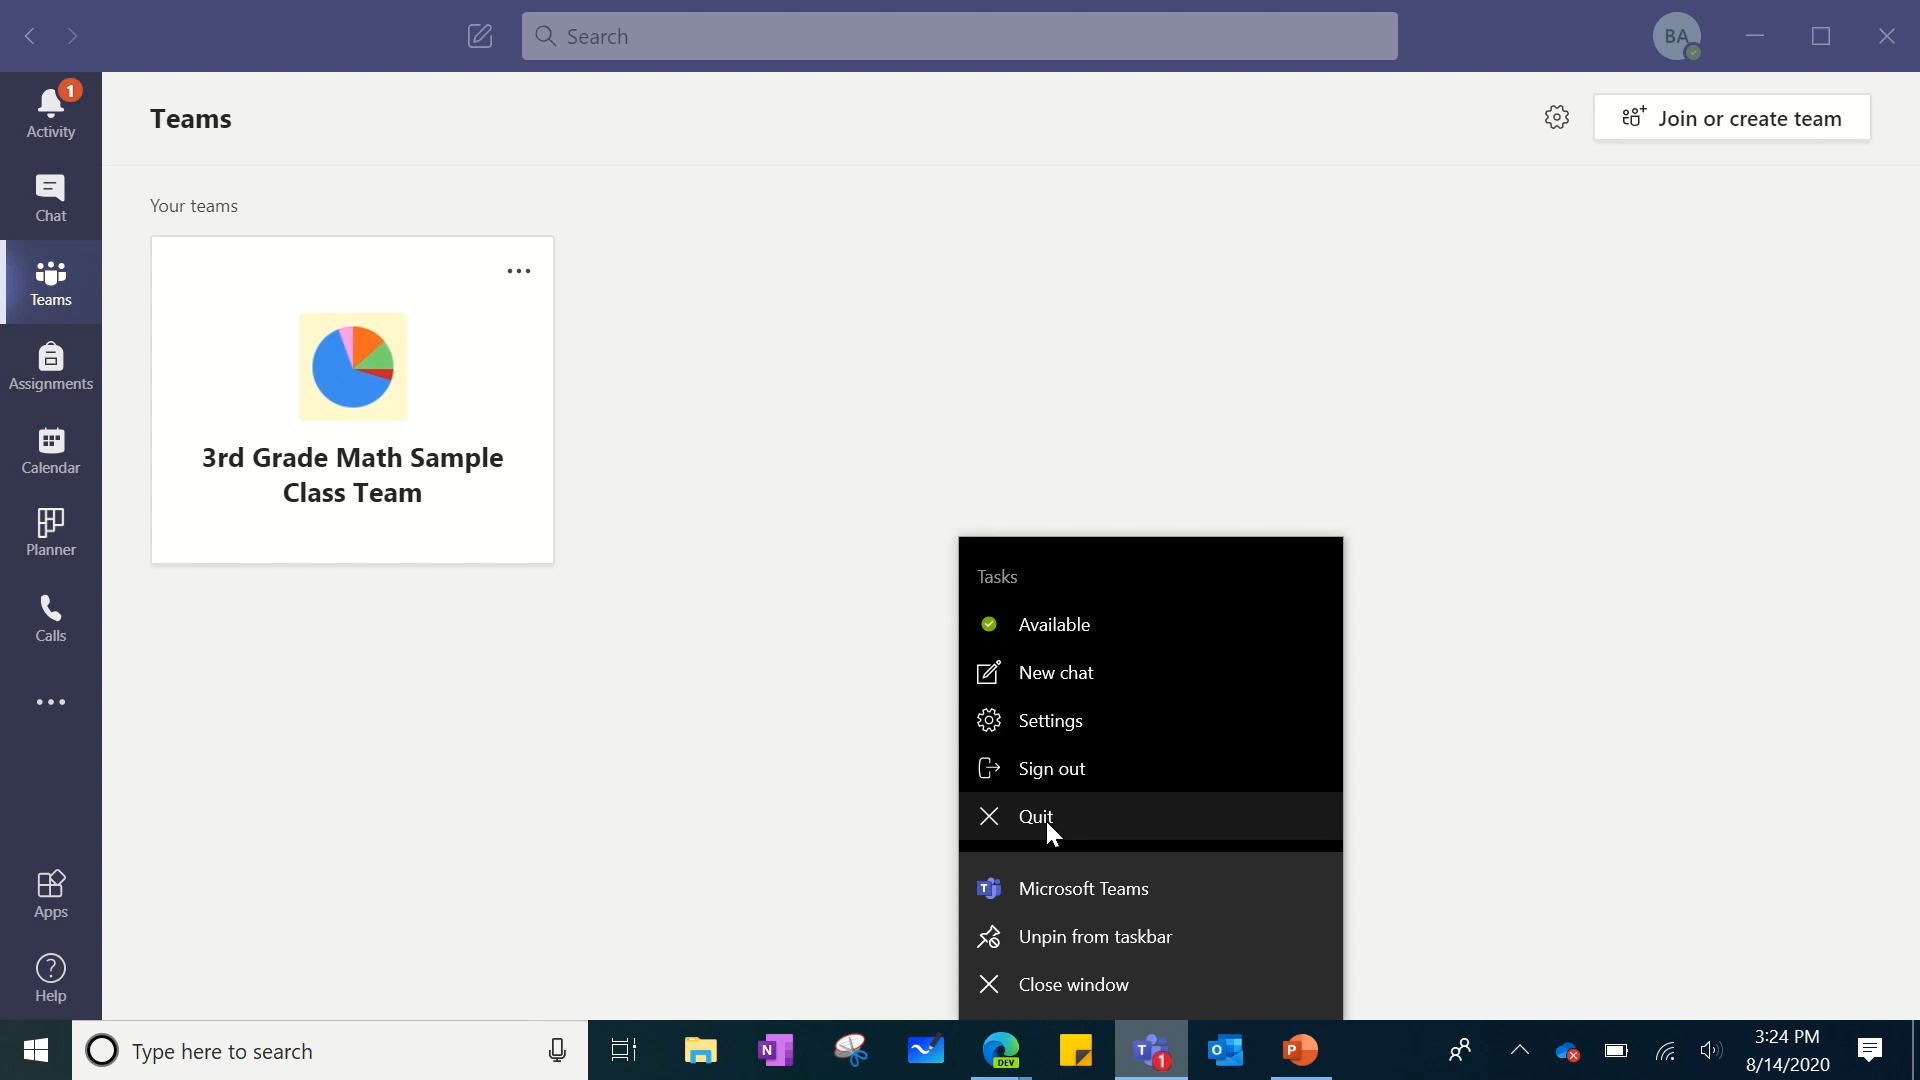 Search
BA
1
Activity
Chat
Teams
Assignments
Calendar
Planner
Calls
Apps
Help
Teams
Join or create team
Your teams
3rd Grade Math Sample
Class Team
Tasks
Available
New chat
Settings
Sign out
Quit
T
Microsoft Teams
Unpin from taskbar
Close window
Type here to search
N
DEV
T
1
O
P
3:24 PM
8/14/2020